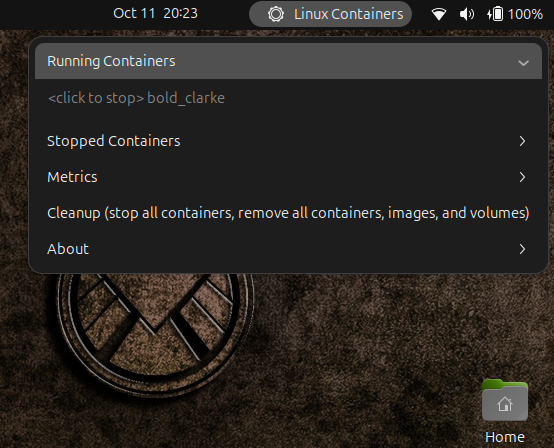 Oct 11 20:23
Linux Containers
100%
Running Containers
<click to stop> bold_clarke
Stopped Containers
Metrics
Cleanup (stop all containers, remove all containers, images, and volumes)
About
Home